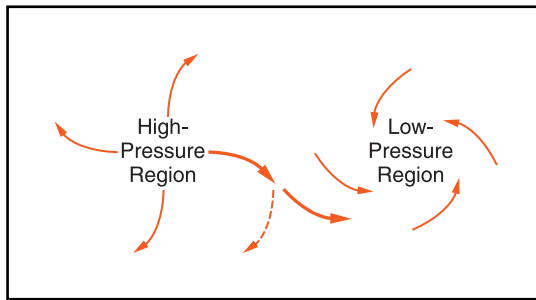 High-
Pressure
Region
Low-
Pressure
Region